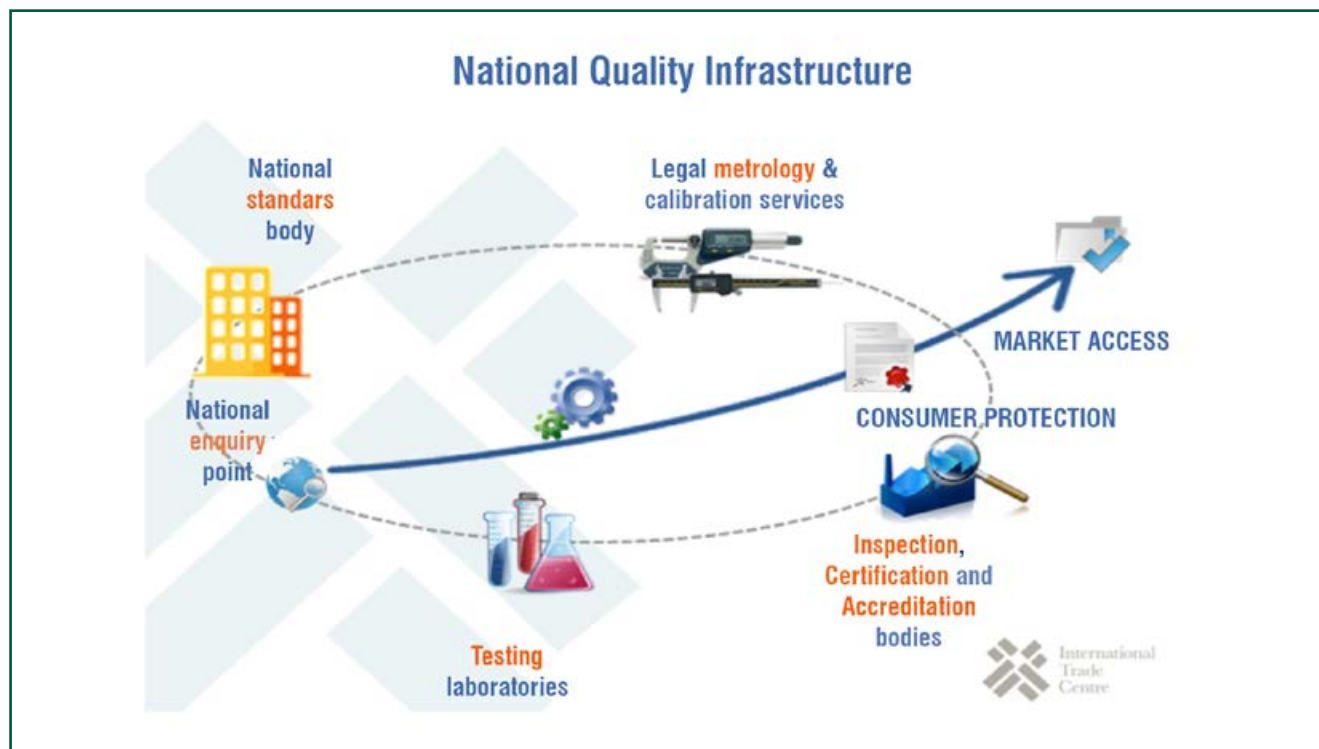 National Quality Infrastructure
National
standars
body
Legal metrology &
calibration services
MARKET ACCESS
National
enquiry
point
CONSUMER PROTECTION
Inspection,
Certification and
Accreditation
bodies
Testing
laboratories
International
Trade
Centre